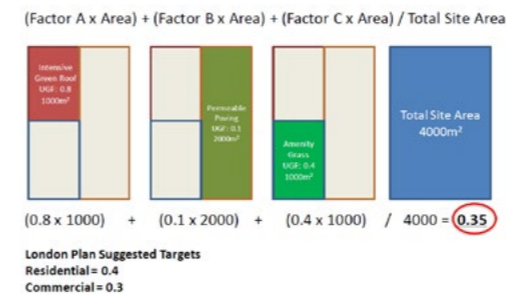 (Factor A x Area) + (Factor B x Area) + (Factor C x Area) / Total Site Area
Intensive
Green Roof
UGF: 0.8
1000m²
Permeable
Paving
UGF: 0.1
2000m²
Amenity
Grass
UGF: 0.4
1000m²
Total Site Area
4000m²
(0.8 x 1000) + (0.1 x 2000) + (0.4 x 1000) / 4000 = 0.35
London Plan Suggested Targets
Residential = 0.4
Commercial = 0.3